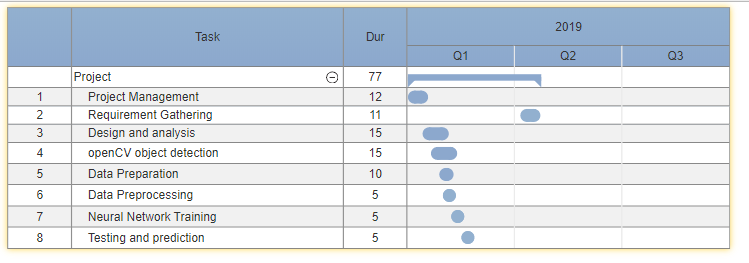 Task Dur 2019
Q1 Q2 Q3
Project 77
1 Project Management 12
2 Requirement Gathering 11
3 Design and analysis 15
4 openCV object detection 15
5 Data Preparation 10
6 Data Preprocessing 5
7 Neural Network Training 5
8 Testing and prediction 5